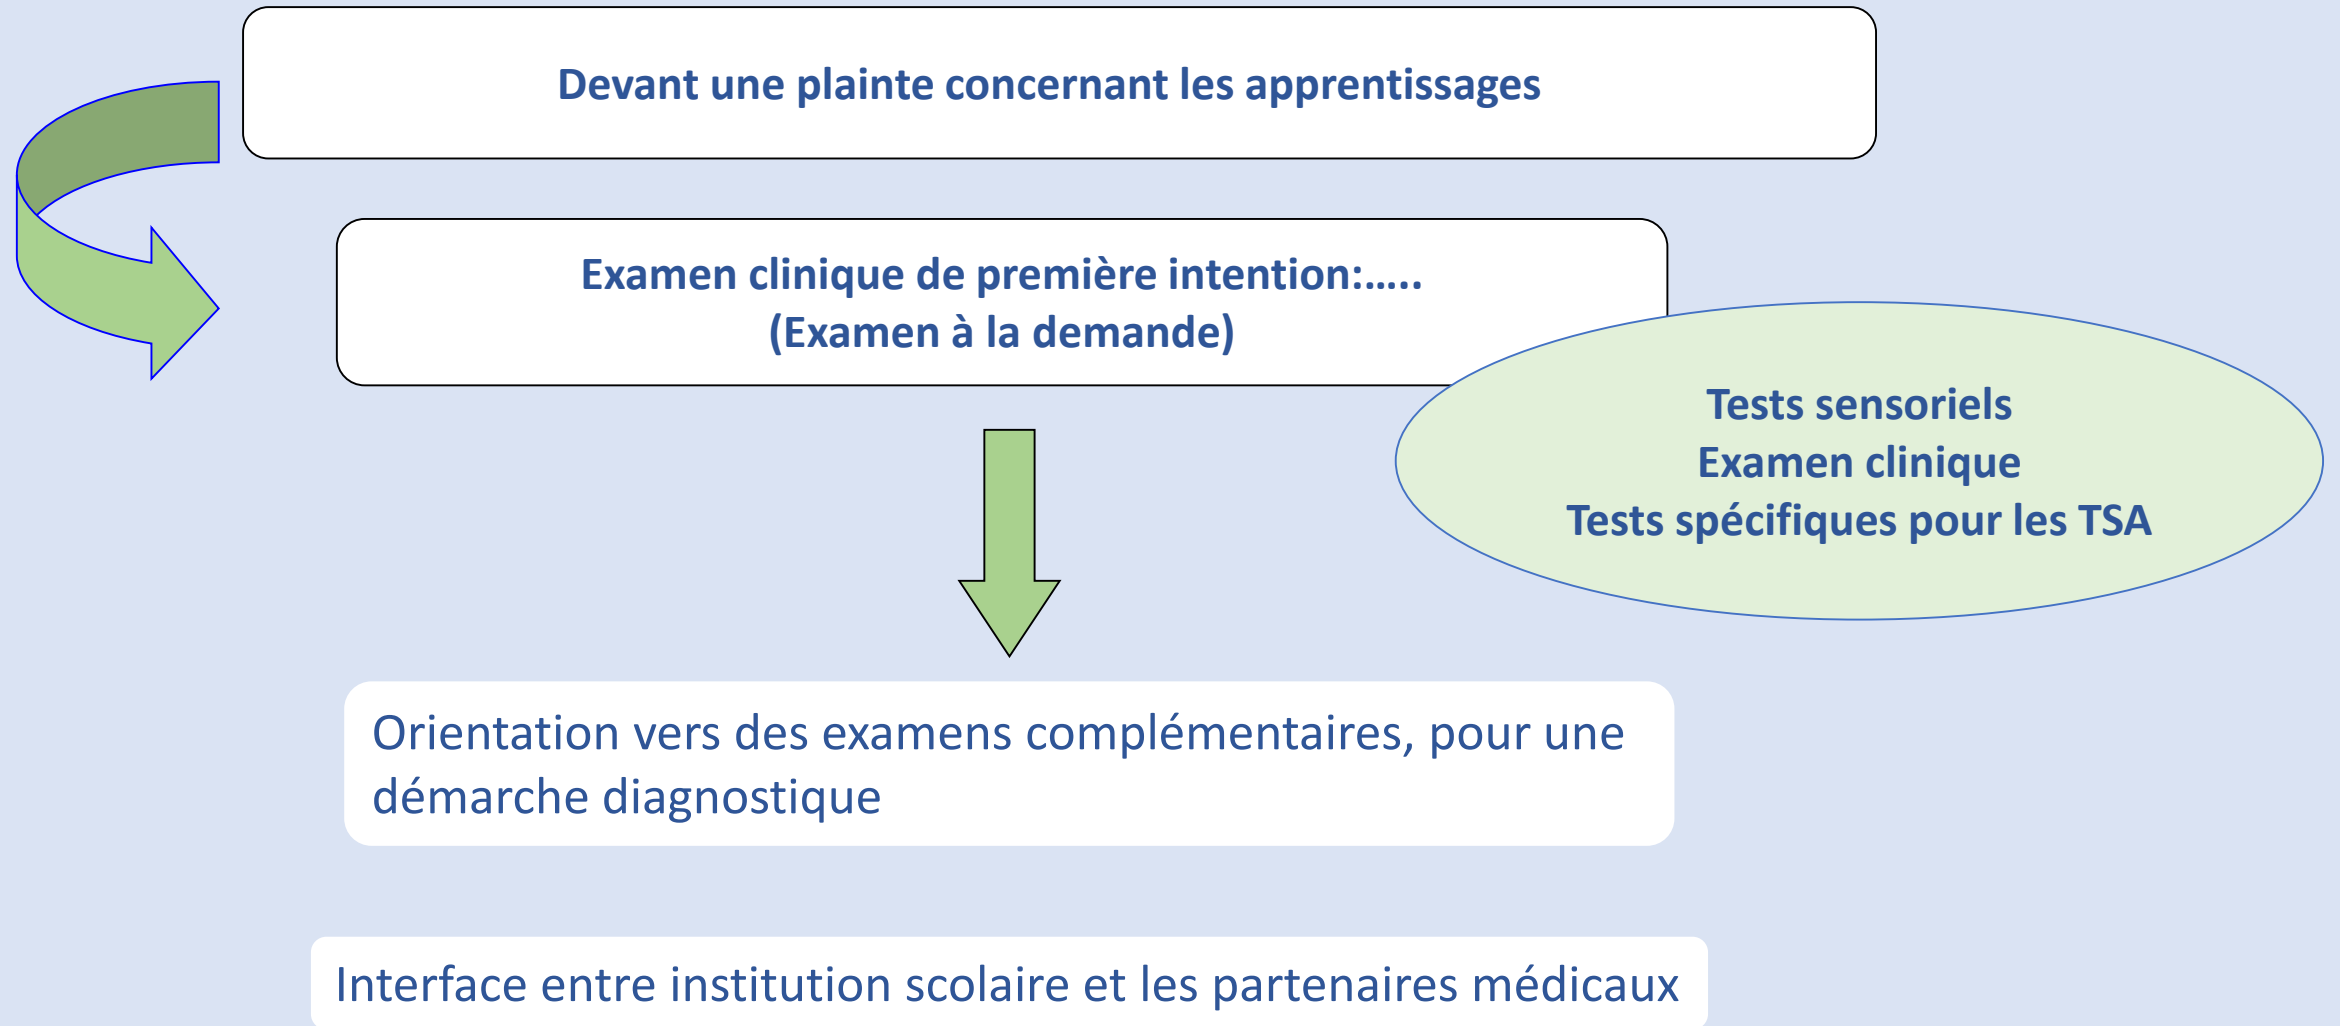 Devant une plainte concernant les apprentissages
Examen clinique de première intention:…..
(Examen à la demande)
Tests sensoriels
Examen clinique
Tests spécifiques pour les TSA
Orientation vers des examens complémentaires, pour une
démarche diagnostique
Interface entre institution scolaire et les partenaires médicaux